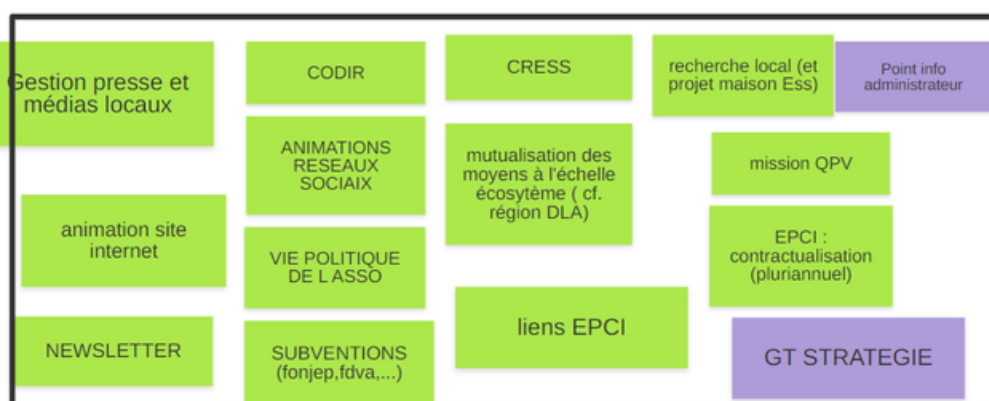 Gestion presse et
médias locaux
CODIR
CRESS
recherche local (et
projet maison Ess)
Point info
administrateur
ANIMATIONS
RESEAUX
SOCIAIX
mutualisation des
moyens à l'échelle
écosytème ( cf.
région DLA)
mission QPV
animation site
internet
VIE POLITIQUE
DE L ASSO
EPCI :
contractualisation
(pluriannuel)
liens EPCI
NEWSLETTER
SUBVENTIONS
(fonjep,fdva,...)
GT STRATEGIE